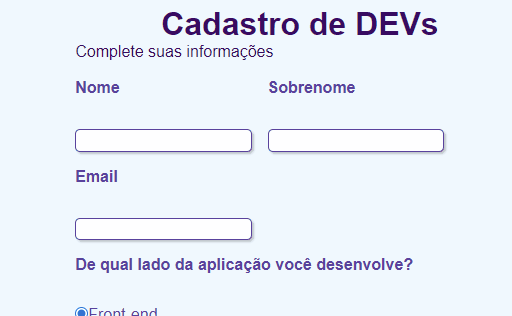 Cadastro de DEVs
Complete suas informações
Nome Sobrenome
Email
De qual lado da aplicação você desenvolve?
Front-end